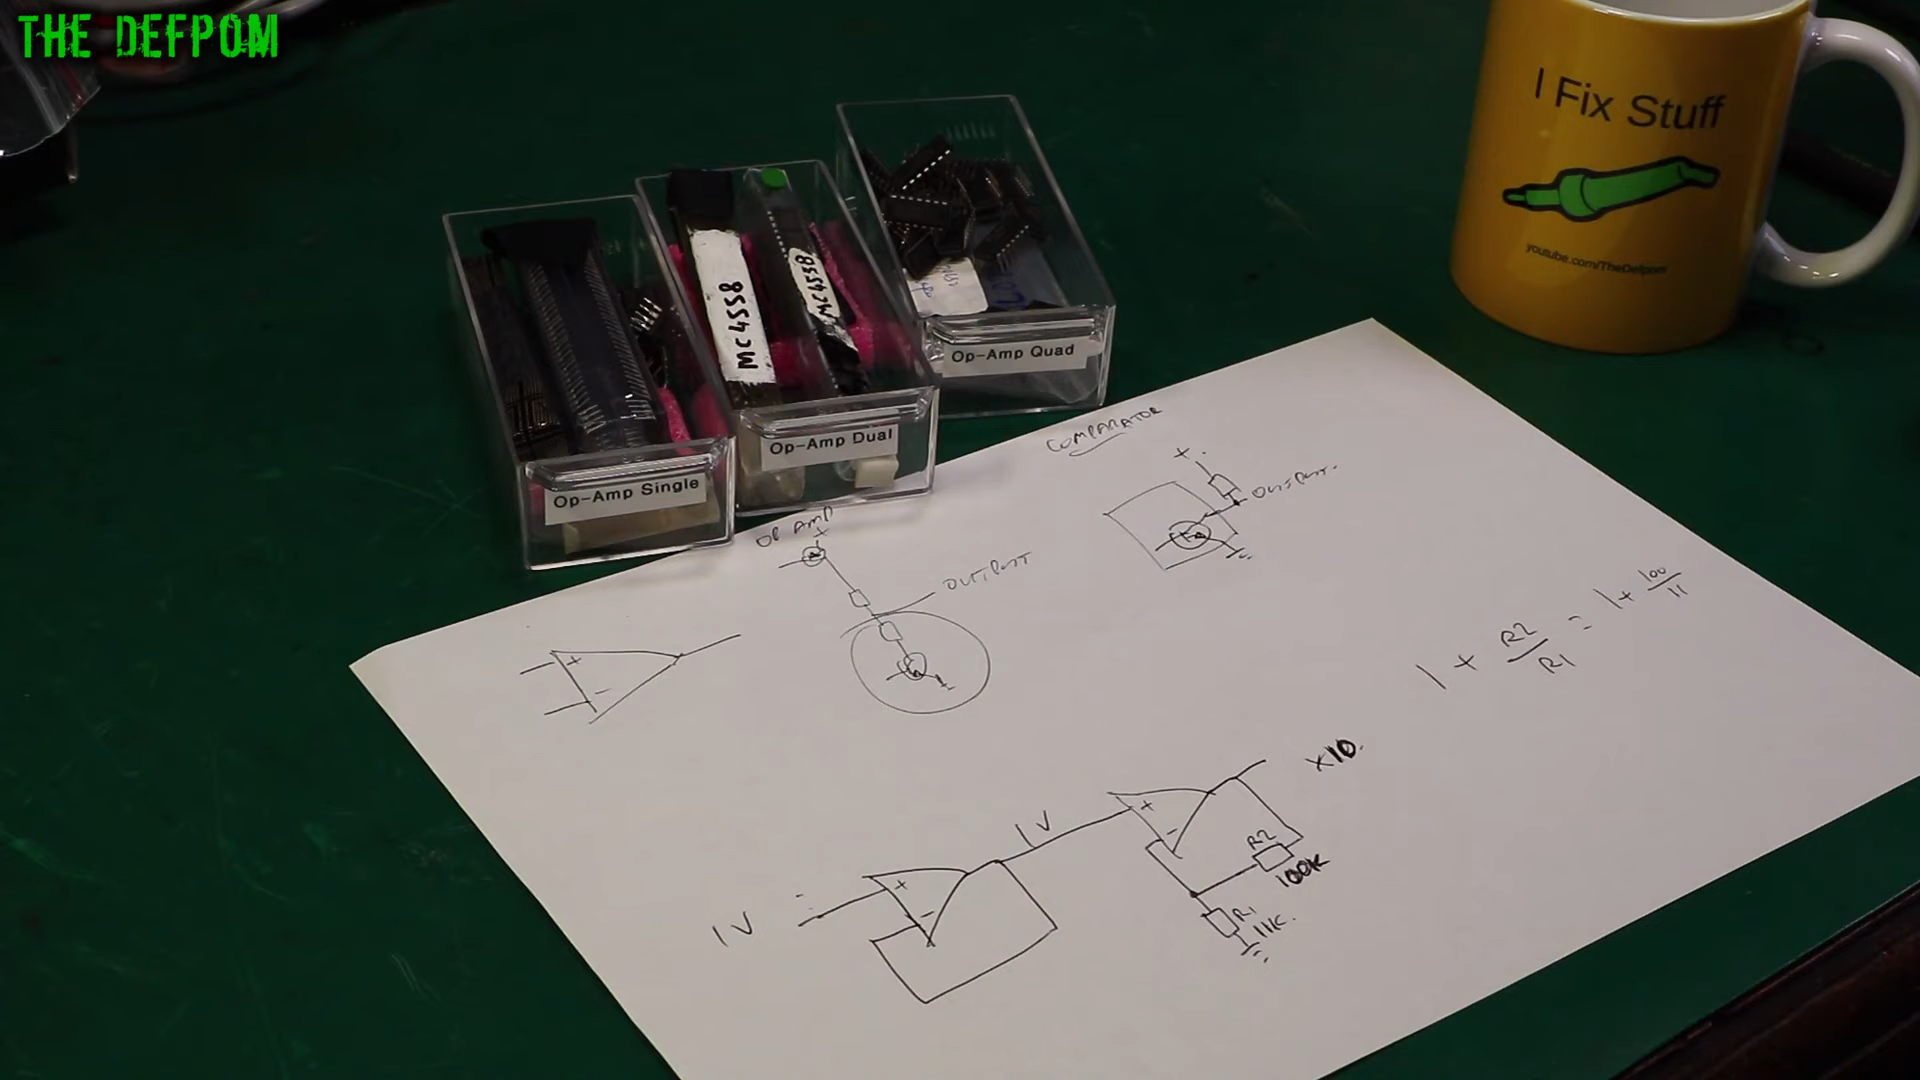 THE DEFPOM
I Fix Stuff
youtube.com/TheDefpom
MC4558
MC4558
Op-Amp Quad
Op-Amp Dual
Op-Amp Single
COMPARATOR
+
OUTPUT.
OP AMP
+
OUTPUT
+
-
1 + R2/R1 = 1 + 100/11
×10.
1V
+
-
R2
100K
R1
11K.
1V
+
-